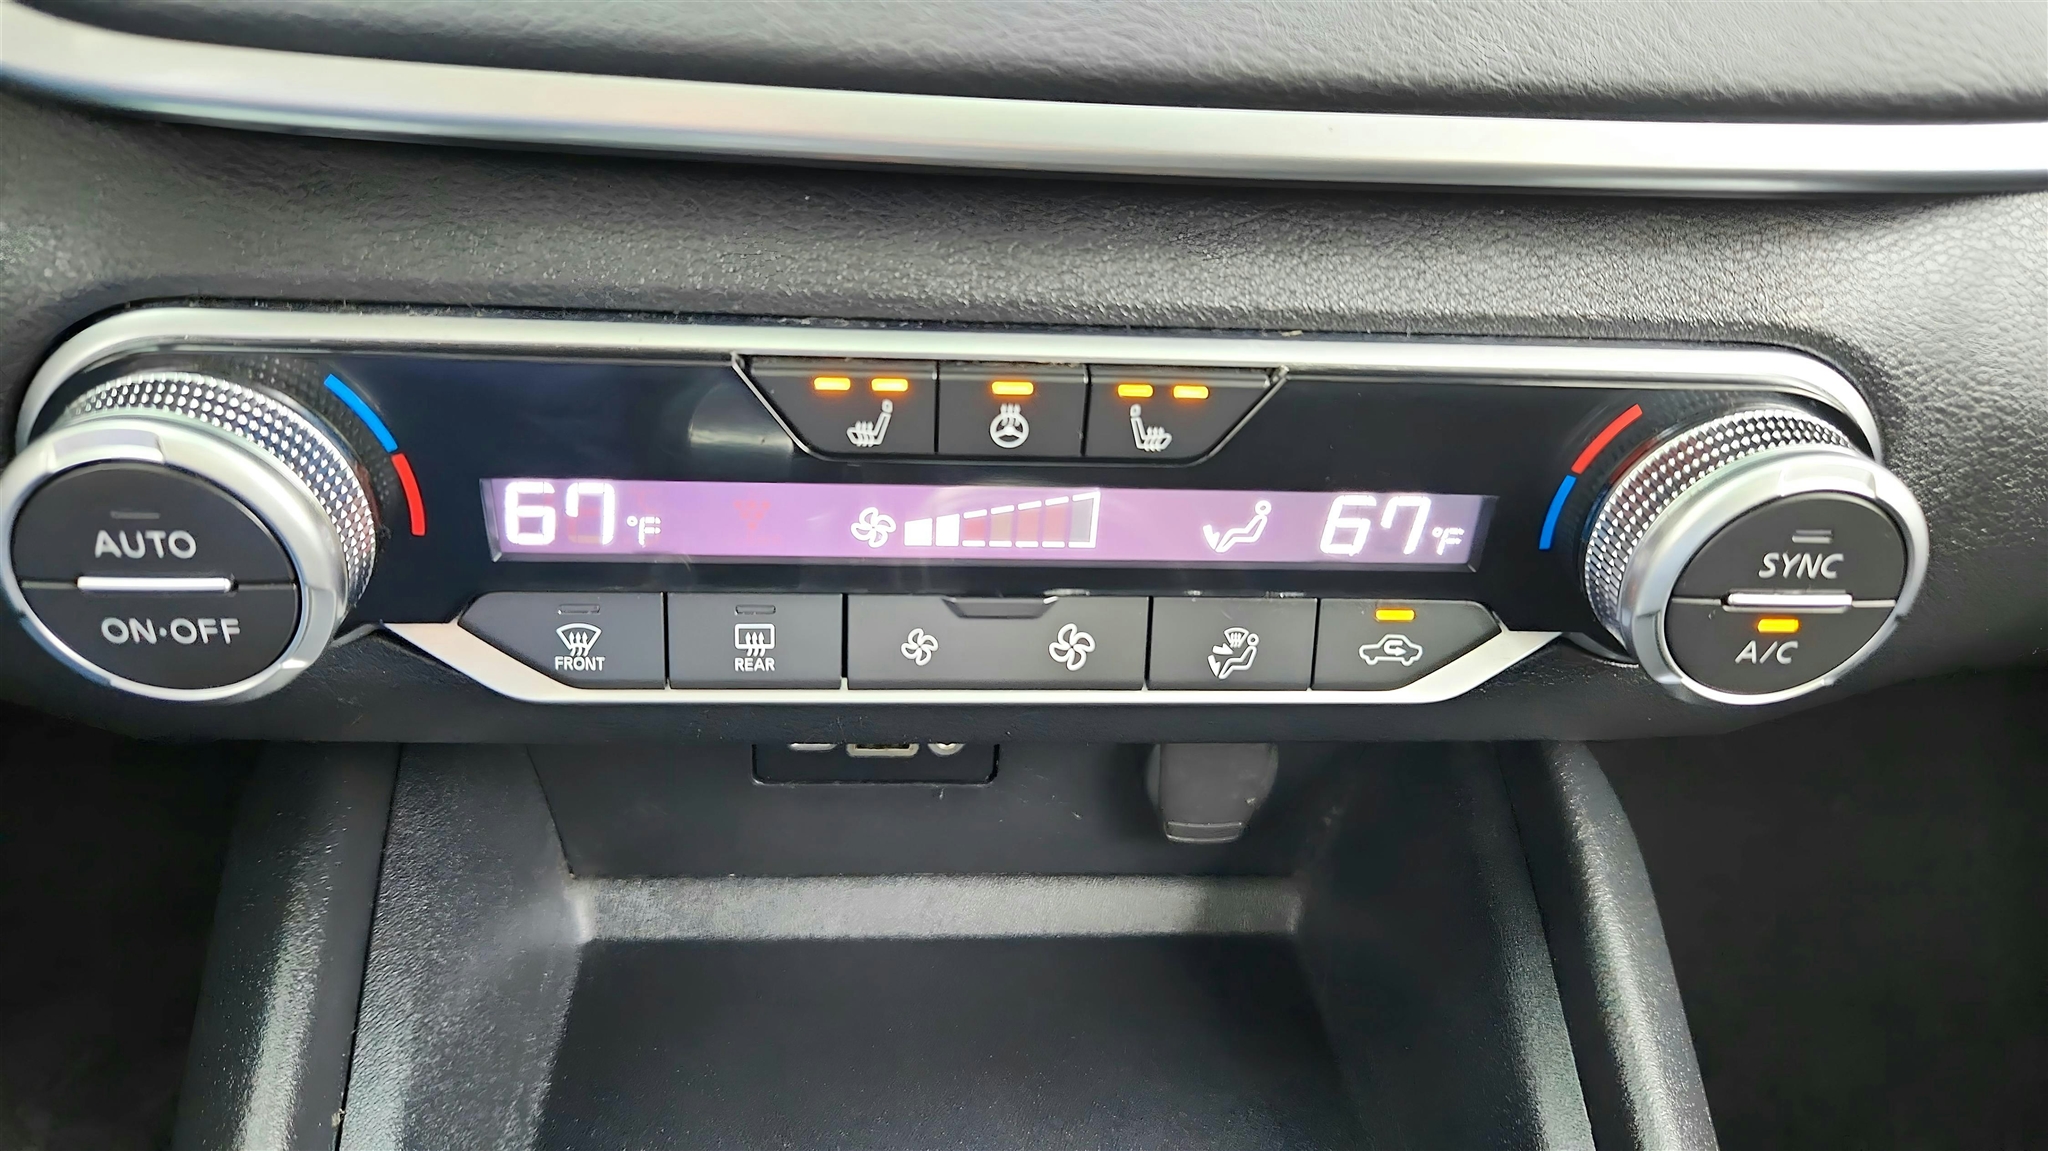 67°F
67°F
AUTO
ON·OFF
FRONT
REAR
SYNC
A/C